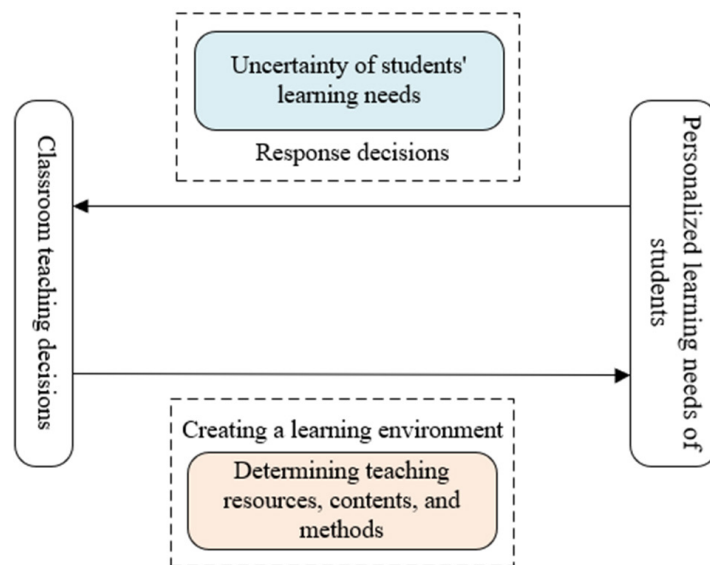 Uncertainty of students'
learning needs
Response decisions
Classroom teaching decisions
Personalized learning needs of
students
Creating a learning environment
Determining teaching
resources, contents, and
methods